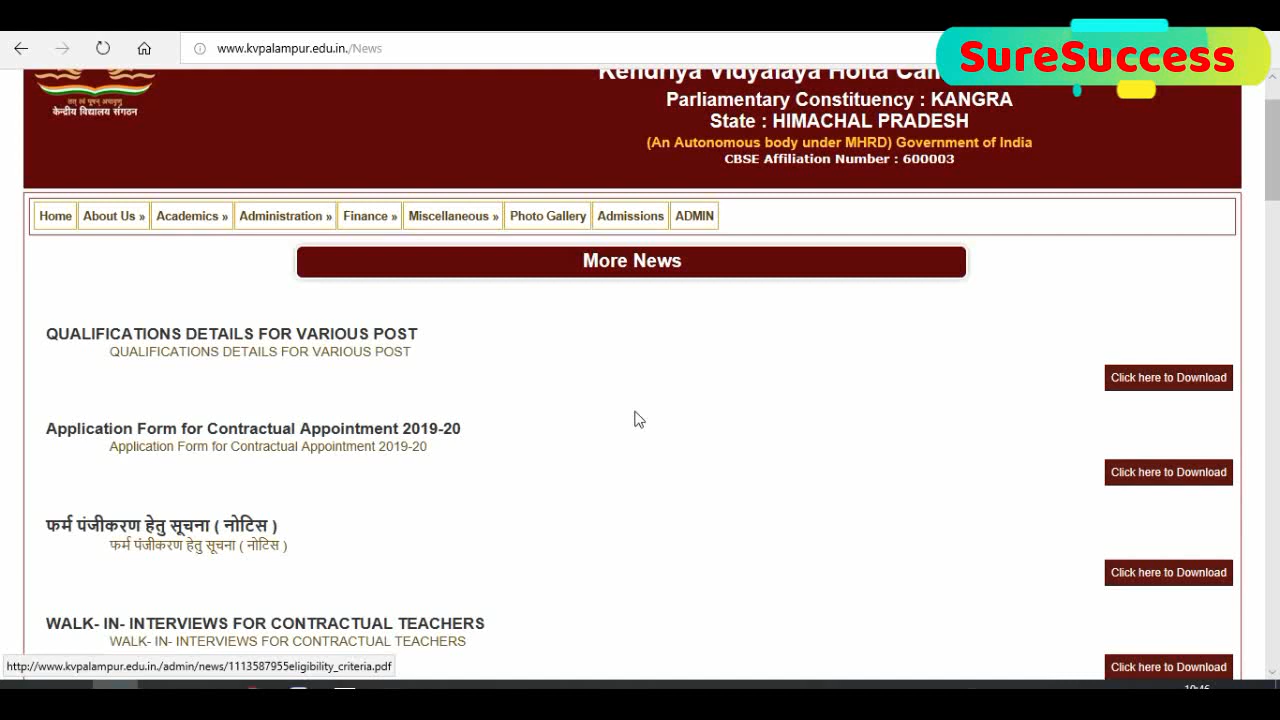 www.kvpalampur.edu.in./News
SureSuccess
Kendriya Vidyalaya Holta
Parliamentary Constituency : KANGRA
State : HIMACHAL PRADESH
(An Autonomous body under MHRD) Government of India
CBSE Affiliation Number : 600003
केन्द्रीय विद्यालय संगठन
Home About Us » Academics » Administration » Finance » Miscellaneous » Photo Gallery Admissions ADMIN
More News
QUALIFICATIONS DETAILS FOR VARIOUS POST
QUALIFICATIONS DETAILS FOR VARIOUS POST
Click here to Download
Application Form for Contractual Appointment 2019-20
Application Form for Contractual Appointment 2019-20
Click here to Download
फर्म पंजीकरण हेतु सूचना ( नोटिस )
फर्म पंजीकरण हेतु सूचना ( नोटिस )
Click here to Download
WALK- IN- INTERVIEWS FOR CONTRACTUAL TEACHERS
WALK- IN- INTERVIEWS FOR CONTRACTUAL TEACHERS
Click here to Download
http://www.kvpalampur.edu.in./admin/news/1113587955eligibility_criteria.pdf